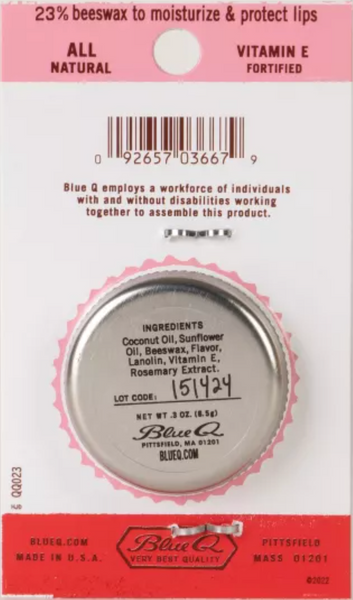 23% beeswax to moisturize & protect lips
ALL NATURAL
VITAMIN E FORTIFIED
0 92657 03667 9
Blue Q employs a workforce of individuals
with and without disabilities working
together to assemble this product.
INGREDIENTS
Coconut Oil, Sunflower
Oil, Beeswax, Flavor,
Lanolin, Vitamin E,
Rosemary Extract.
LOT CODE: 151424
NET WT .3 OZ. (8.5g)
Blue Q
PITTSFIELD, MA 01201
BLUEQ.COM
QQ023
HJB
BLUEQ.COM
MADE IN U.S.A.
Blue Q
VERY BEST QUALITY
PITTSFIELD
MASS 01201
©2022